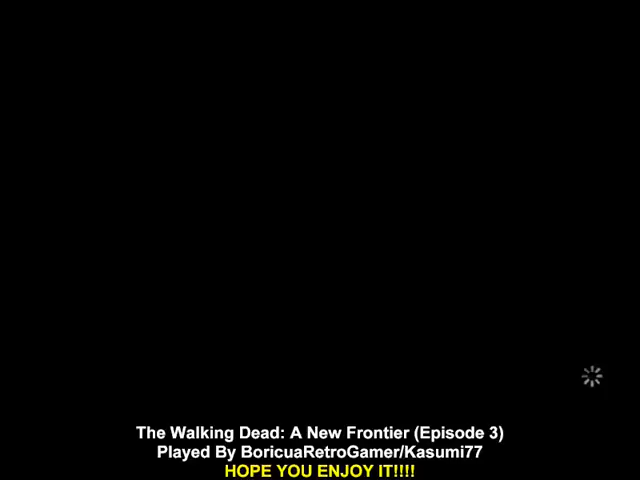 The Walking Dead: A New Frontier (Episode 3)
Played By BoricuaRetroGamer/Kasumi77
HOPE YOU ENJOY IT!!!!